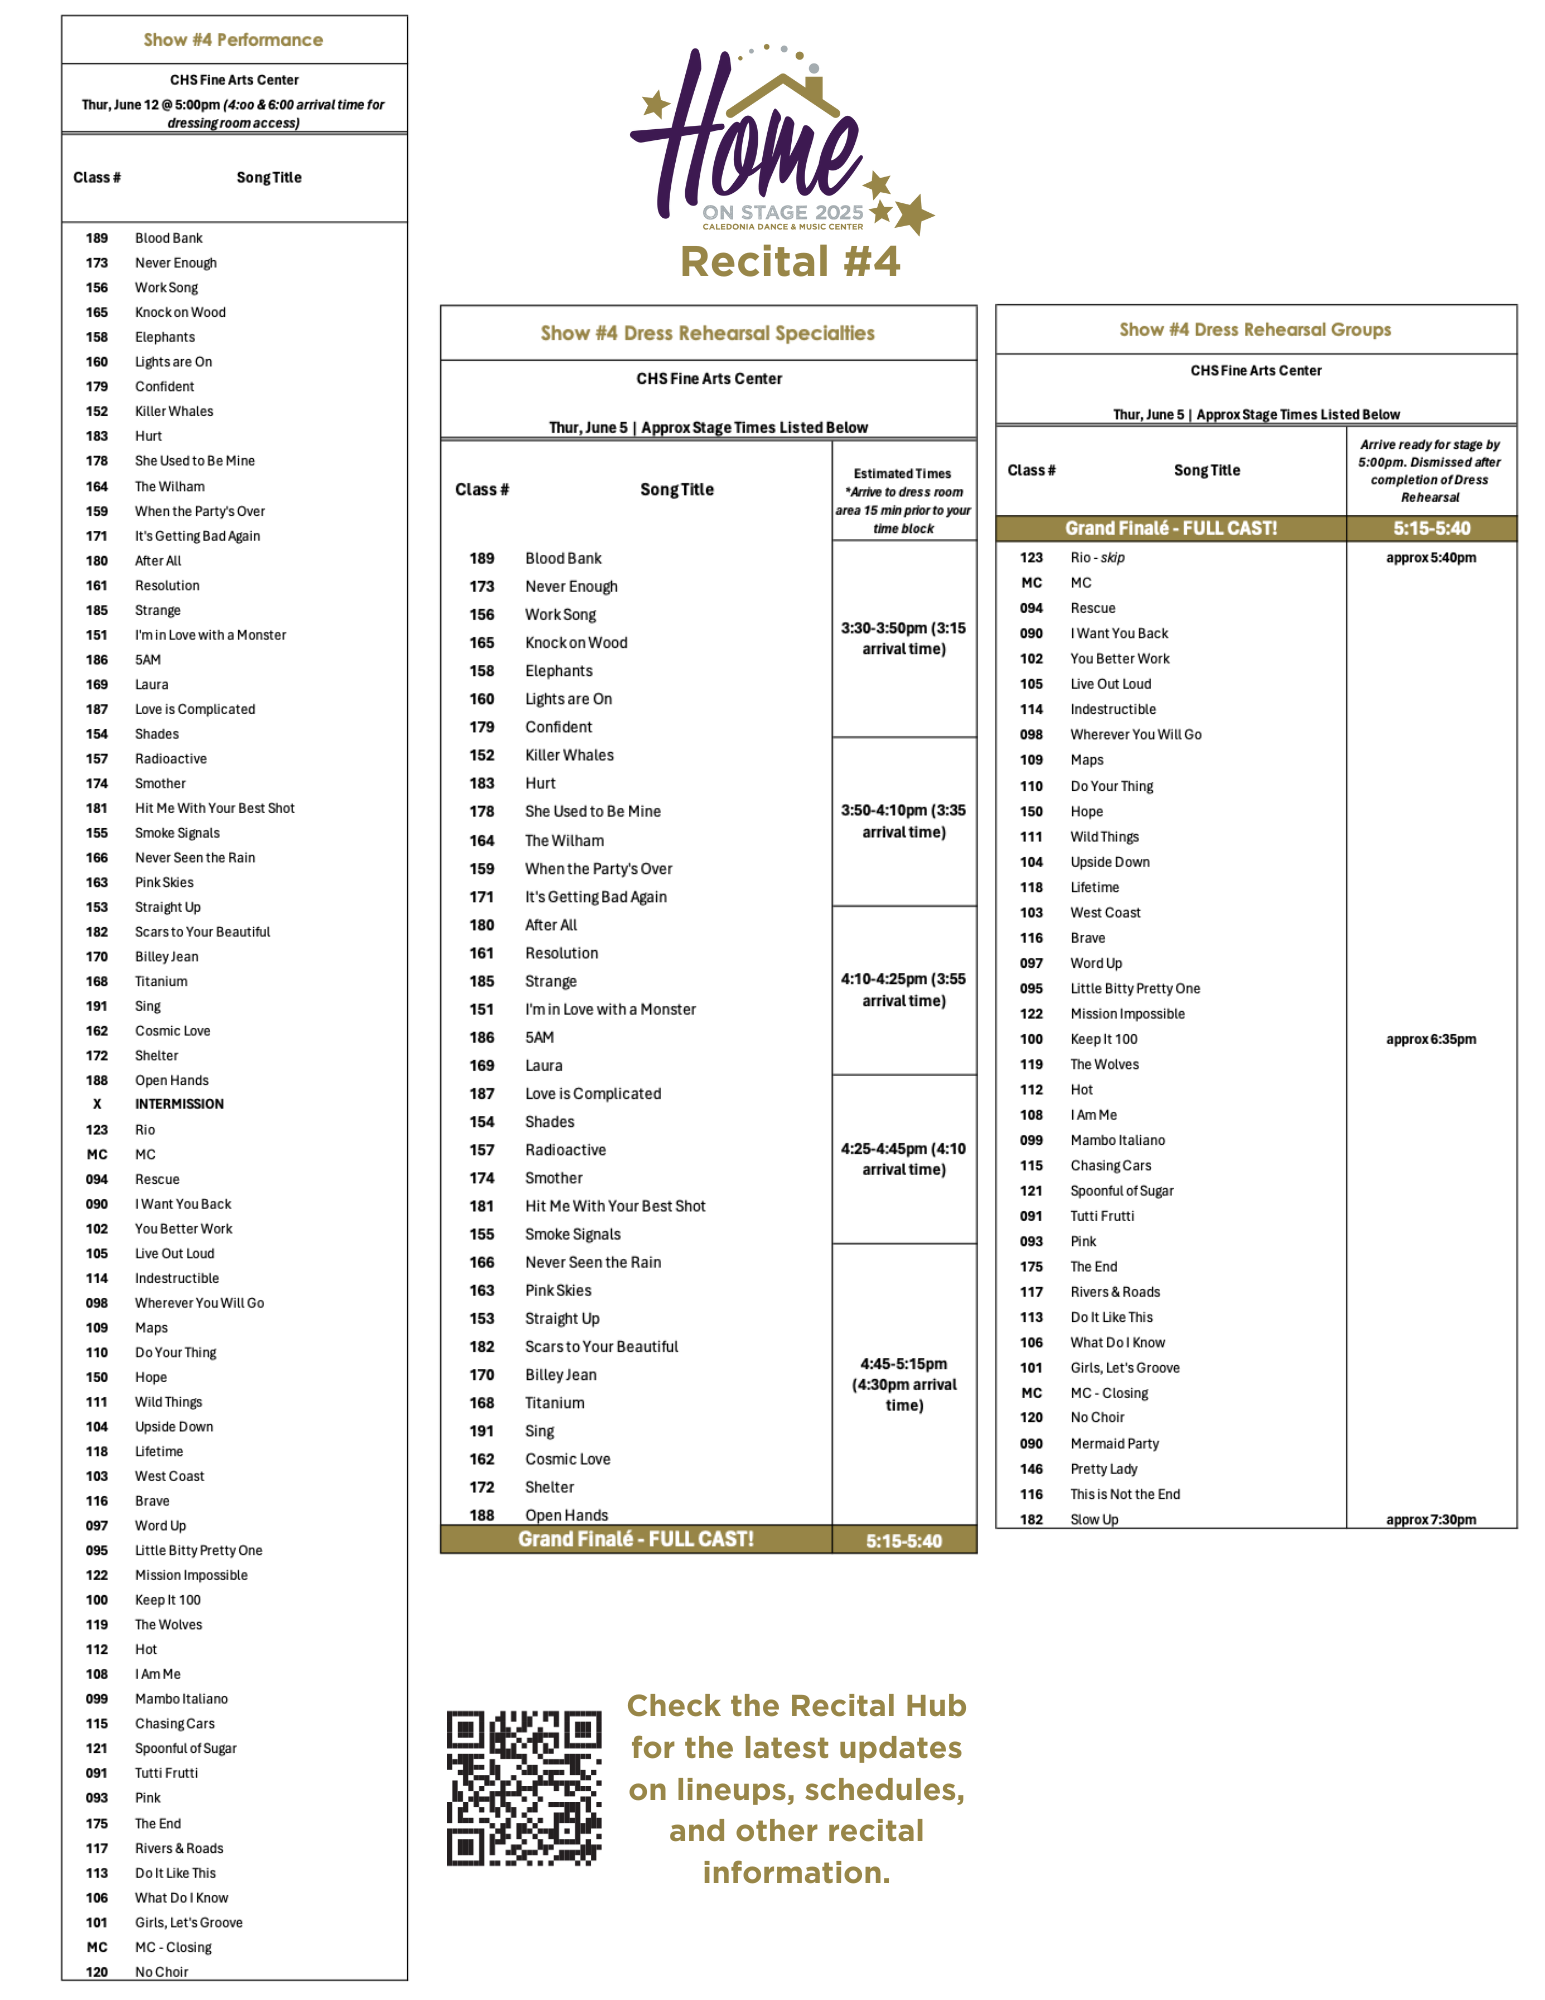 Show #4 Performance
CHS Fine Arts Center
Thur, June 12 @ 5:00pm (4:oo & 6:00 arrival time for
dressing room access)
Class # Song Title
189 Blood Bank
173 Never Enough
156 Work Song
165 Knock on Wood
158 Elephants
160 Lights are On
179 Confident
152 Killer Whales
183 Hurt
178 She Used to Be Mine
164 The Wilham
159 When the Party's Over
171 It's Getting Bad Again
180 After All
161 Resolution
185 Strange
151 I'm in Love with a Monster
186 5AM
169 Laura
187 Love is Complicated
154 Shades
157 Radioactive
174 Smother
181 Hit Me With Your Best Shot
155 Smoke Signals
166 Never Seen the Rain
163 Pink Skies
153 Straight Up
182 Scars to Your Beautiful
170 Billey Jean
168 Titanium
191 Sing
162 Cosmic Love
172 Shelter
188 Open Hands
X INTERMISSION
123 Rio
MC MC
094 Rescue
090 I Want You Back
102 You Better Work
105 Live Out Loud
114 Indestructible
098 Wherever You Will Go
109 Maps
110 Do Your Thing
150 Hope
111 Wild Things
104 Upside Down
118 Lifetime
103 West Coast
116 Brave
097 Word Up
095 Little Bitty Pretty One
122 Mission Impossible
100 Keep It 100
119 The Wolves
112 Hot
108 I Am Me
099 Mambo Italiano
115 Chasing Cars
121 Spoonful of Sugar
091 Tutti Frutti
093 Pink
175 The End
117 Rivers & Roads
113 Do It Like This
106 What Do I Know
101 Girls, Let's Groove
MC MC - Closing
120 No Choir
Home
ON STAGE 2025
CALEDONIA DANCE & MUSIC CENTER
Recital #4
Show #4 Dress Rehearsal Specialties
CHS Fine Arts Center
Thur, June 5 | Approx Stage Times Listed Below
Class # Song Title
Estimated Times
*Arrive to dress room
area 15 min prior to your
time block
189 Blood Bank
173 Never Enough
156 Work Song
165 Knock on Wood
158 Elephants
160 Lights are On
179 Confident
3:30-3:50pm (3:15
arrival time)
152 Killer Whales
183 Hurt
178 She Used to Be Mine
164 The Wilham
159 When the Party's Over
171 It's Getting Bad Again
3:50-4:10pm (3:35
arrival time)
180 After All
161 Resolution
185 Strange
151 I'm in Love with a Monster
186 5AM
169 Laura
4:10-4:25pm (3:55
arrival time)
187 Love is Complicated
154 Shades
157 Radioactive
174 Smother
181 Hit Me With Your Best Shot
155 Smoke Signals
4:25-4:45pm (4:10
arrival time)
166 Never Seen the Rain
163 Pink Skies
153 Straight Up
182 Scars to Your Beautiful
170 Billey Jean
168 Titanium
191 Sing
162 Cosmic Love
172 Shelter
188 Open Hands
4:45-5:15pm
(4:30pm arrival
time)
Grand Finalé - FULL CAST! 5:15-5:40
Show #4 Dress Rehearsal Groups
CHS Fine Arts Center
Thur, June 5 | Approx Stage Times Listed Below
Class # Song Title
Arrive ready for stage by
5:00pm. Dismissed after
completion of Dress
Rehearsal
Grand Finalé - FULL CAST! 5:15-5:40
123 Rio - skip approx 5:40pm
MC MC
094 Rescue
090 I Want You Back
102 You Better Work
105 Live Out Loud
114 Indestructible
098 Wherever You Will Go
109 Maps
110 Do Your Thing
150 Hope
111 Wild Things
104 Upside Down
118 Lifetime
103 West Coast
116 Brave
097 Word Up
095 Little Bitty Pretty One
122 Mission Impossible
100 Keep It 100 approx 6:35pm
119 The Wolves
112 Hot
108 I Am Me
099 Mambo Italiano
115 Chasing Cars
121 Spoonful of Sugar
091 Tutti Frutti
093 Pink
175 The End
117 Rivers & Roads
113 Do It Like This
106 What Do I Know
101 Girls, Let's Groove
MC MC - Closing
120 No Choir
090 Mermaid Party
146 Pretty Lady
116 This is Not the End
182 Slow Up approx 7:30pm
Check the Recital Hub
for the latest updates
on lineups, schedules,
and other recital
information.